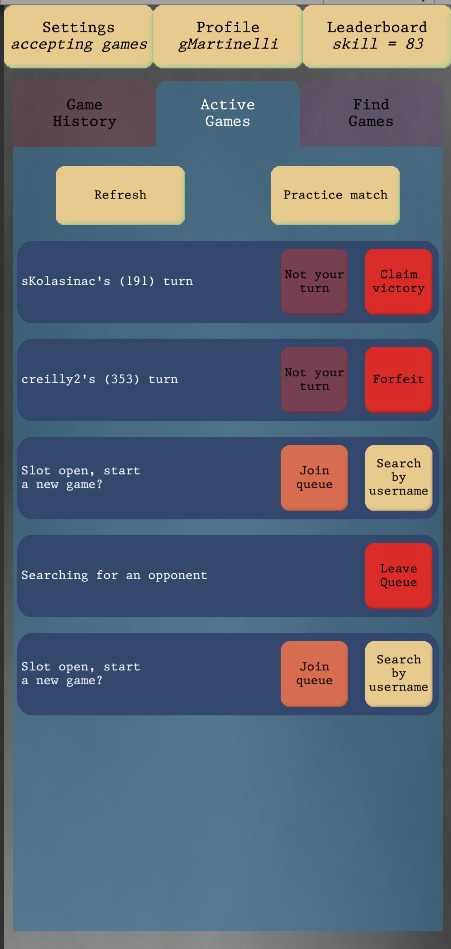 Settings
accepting games
Profile
gMartinelli
Leaderboard
skill = 83
Game
History
Active
Games
Find
Games
Refresh
Practice match
sKolasinac's (191) turn
Not your
turn
Claim
victory
creilly2's (353) turn
Not your
turn
Forfeit
Slot open, start
a new game?
Join
queue
Search
by
username
Searching for an opponent
Leave
Queue
Slot open, start
a new game?
Join
queue
Search
by
username